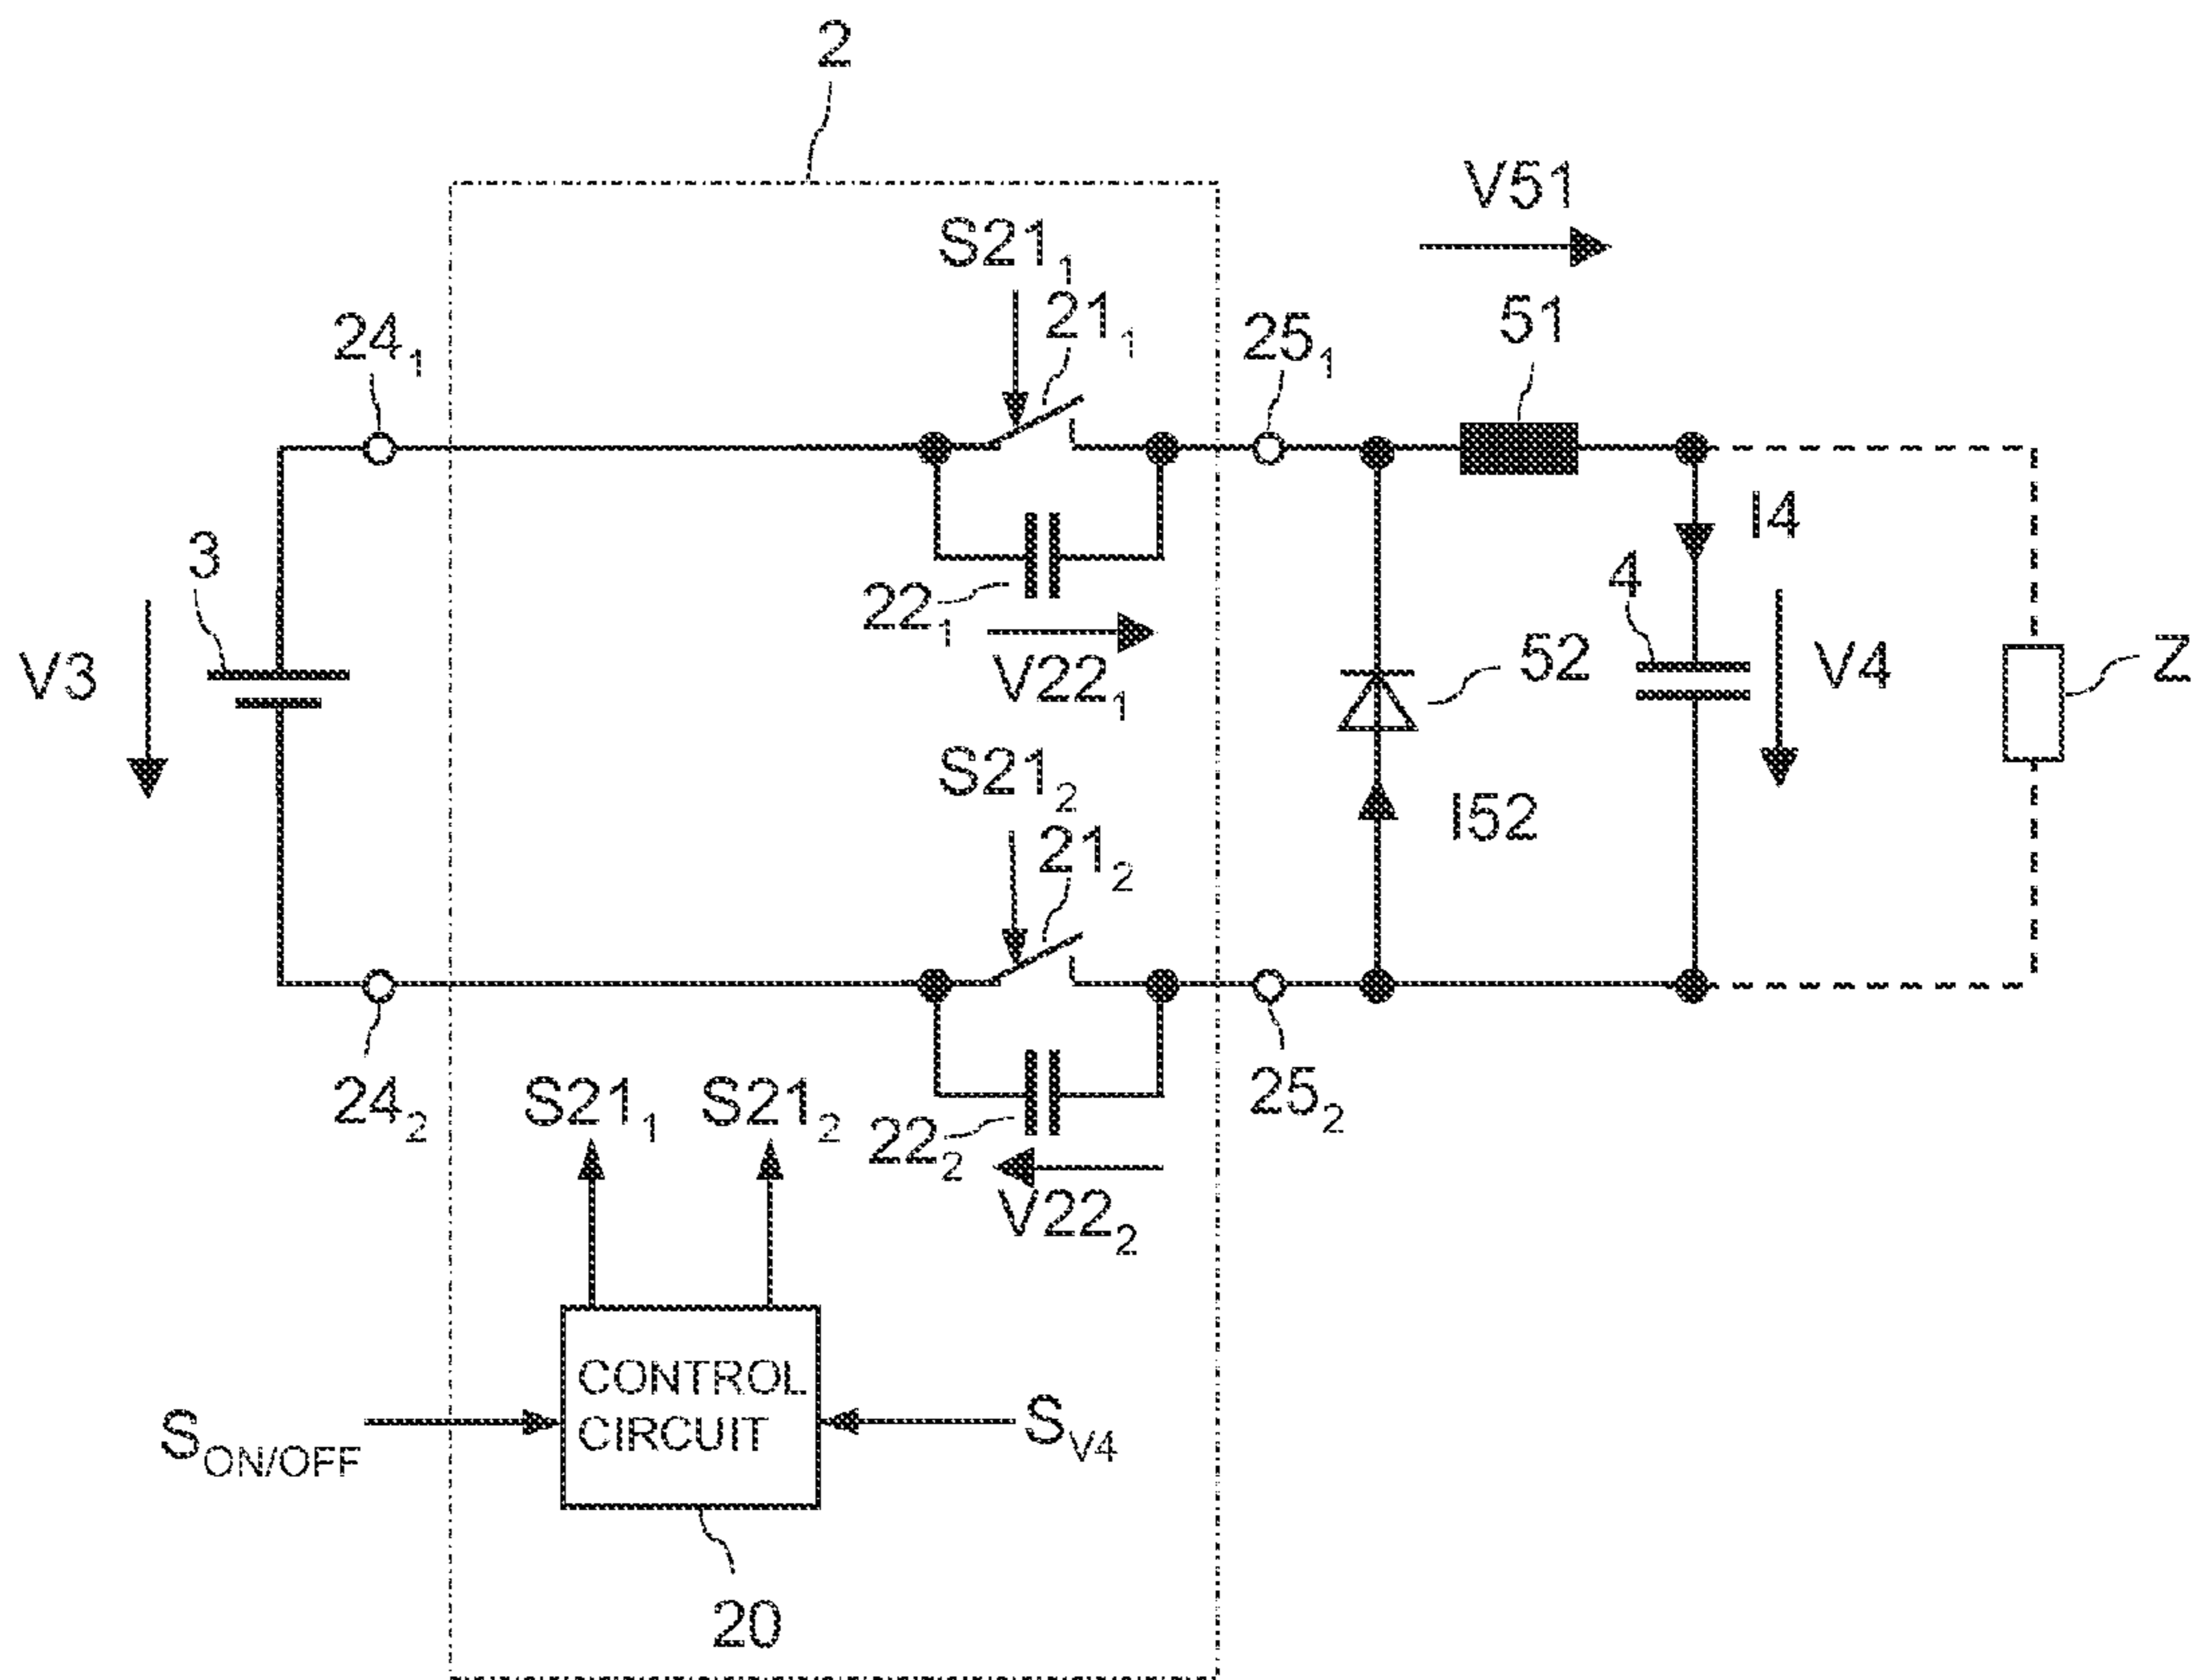 2
V51
S21₁
21₁
51
24₁
25₁
3
I4
4
22₁
V3
V22₁
52
V4
Z
S21₂
I52
21₂
24₂
S21₁
S21₂
22₂
25₂
V22₂
CONTROL
CIRCUIT
S_ON/OFF
S_V4
20